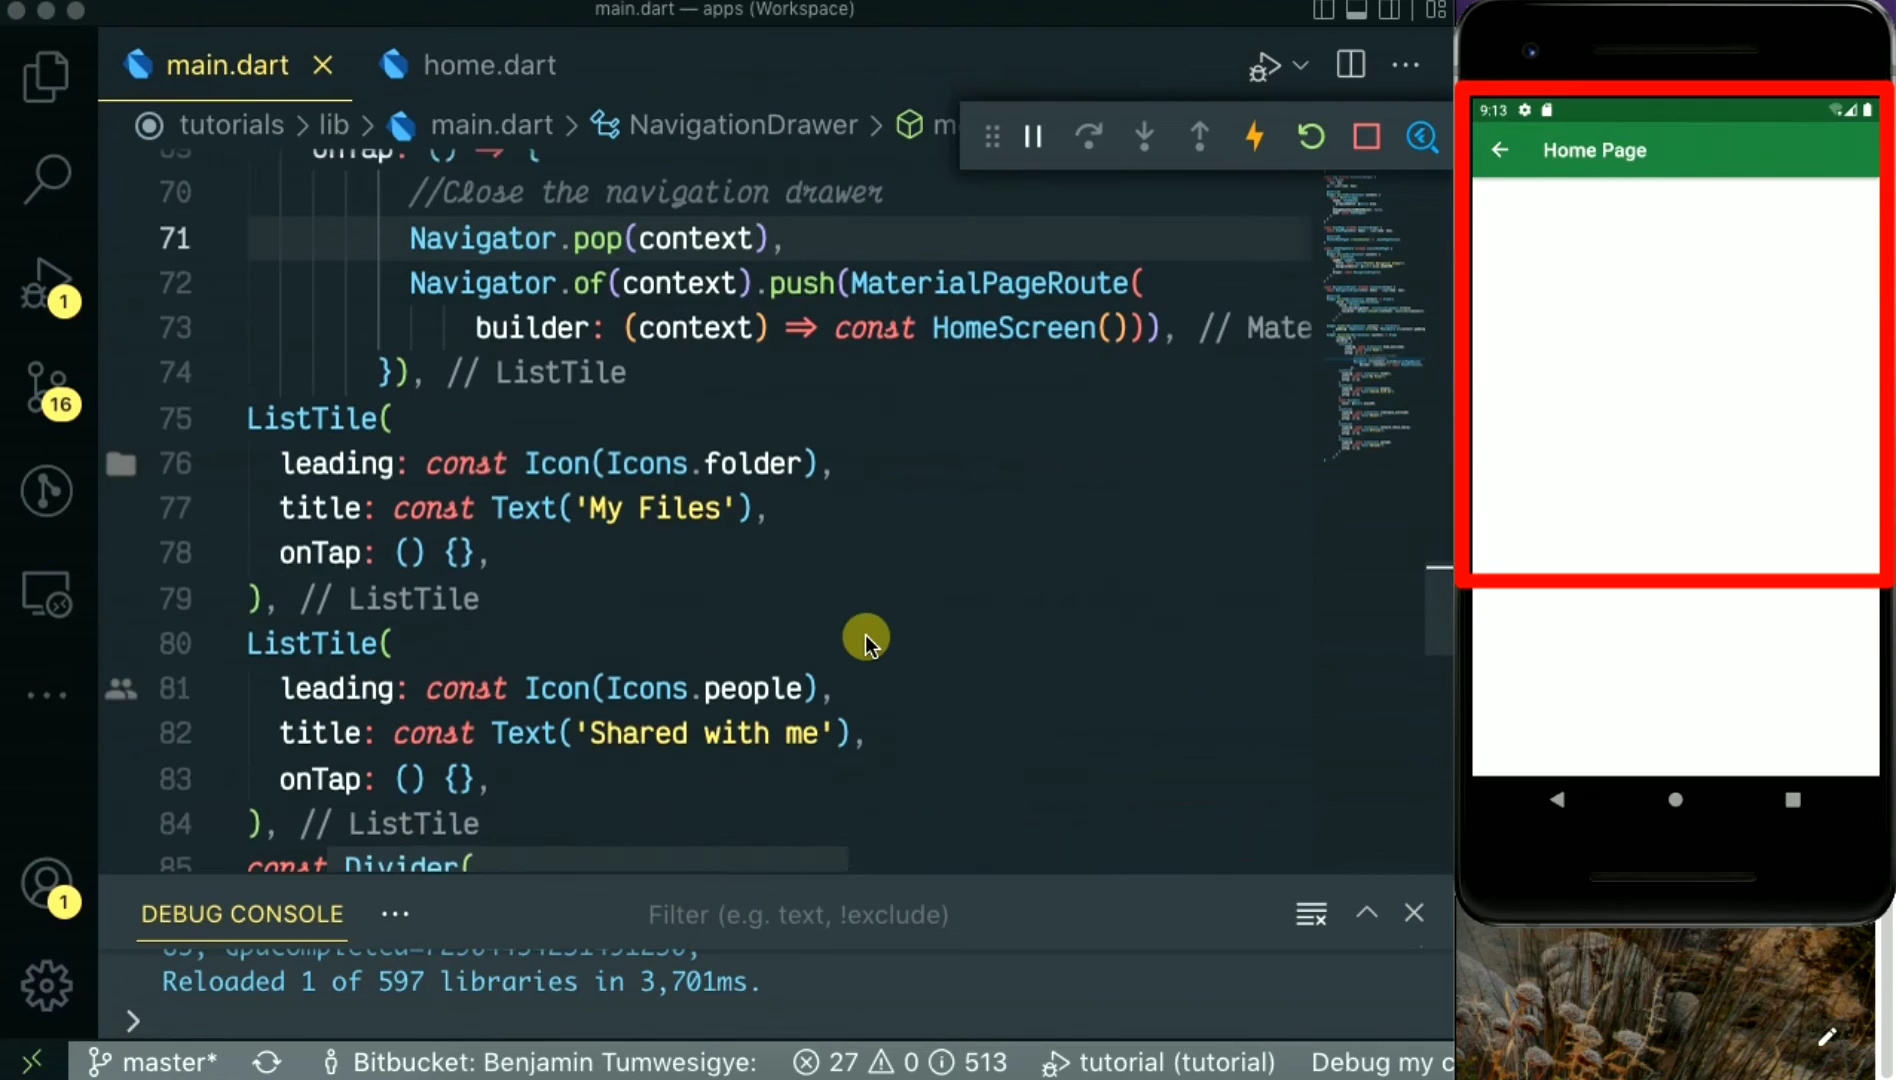 main.dart — apps (Workspace)
main.dart
home.dart
tutorials > lib > main.dart > NavigationDrawer >
onTap: () => {
70 //Close the navigation drawer
71 Navigator.pop(context),
72 Navigator.of(context).push(MaterialPageRoute(
73 builder: (context) => const HomeScreen())), // Mate
74 }), // ListTile
75 ListTile(
76 leading: const Icon(Icons.folder),
77 title: const Text('My Files'),
78 onTap: () {},
79 ), // ListTile
80 ListTile(
81 leading: const Icon(Icons.people),
82 title: const Text('Shared with me'),
83 onTap: () {},
84 ), // ListTile
85 const Divider(
1
16
1
DEBUG CONSOLE
Filter (e.g. text, !exclude)
Reloaded 1 of 597 libraries in 3,701ms.
>
master* Bitbucket: Benjamin Tumwesigye: 27 0 513 tutorial (tutorial) Debug my c
9:13
Home Page